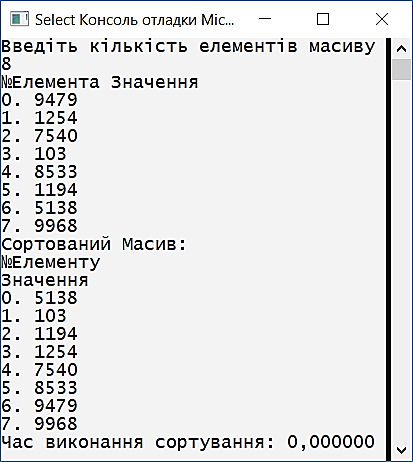 Select Консоль отладки Mic...
Введіть кількість елементів масиву
8
№Елемента Значення
0. 9479
1. 1254
2. 7540
3. 103
4. 8533
5. 1194
6. 5138
7. 9968
Сортований Масив:
№Елементу
Значення
0. 5138
1. 103
2. 1194
3. 1254
4. 7540
5. 8533
6. 9479
7. 9968
Час виконання сортування: 0,000000